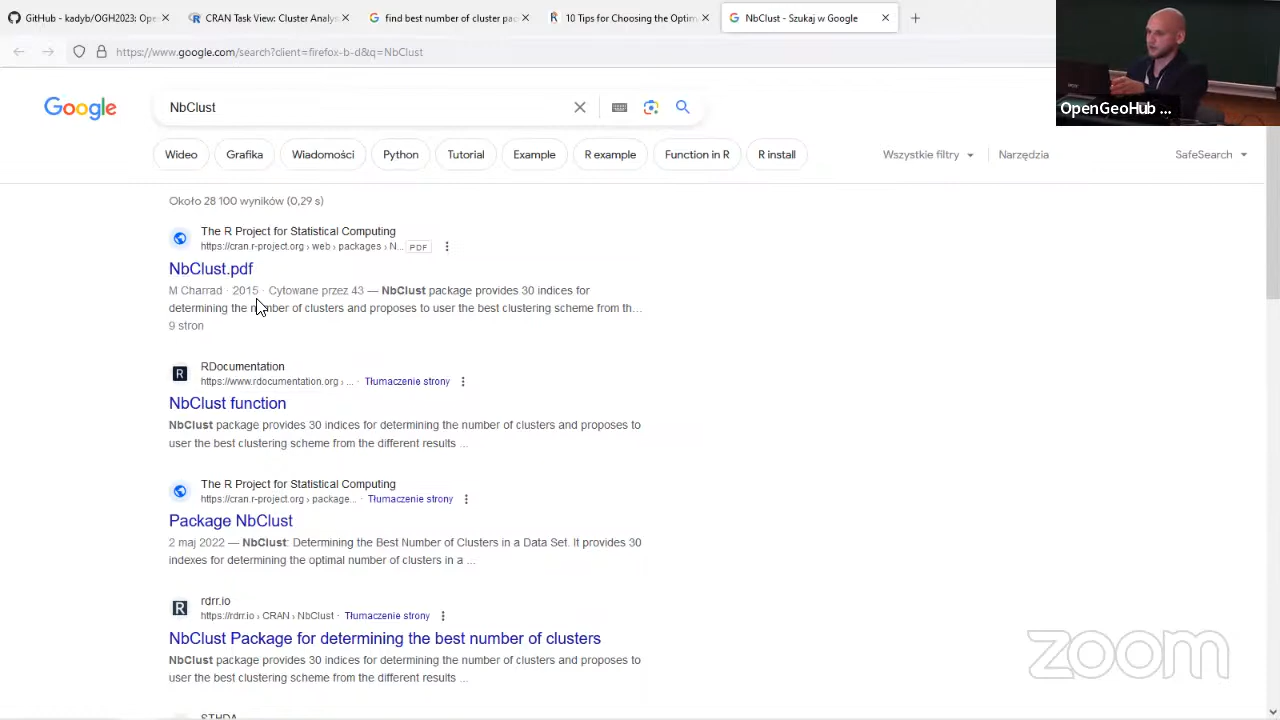 GitHub - kadyb/OGH2023: Ope
CRAN Task View: Cluster Analys
find best number of cluster pac
10 Tips for Choosing the Optim
NbClust - Szukaj w Google
https://www.google.com/search?client=firefox-b-d&q=NbClust
OpenGeoHub ...
Google
NbClust
Wideo
Grafika
Wiadomości
Python
Tutorial
Example
R example
Function in R
R install
Wszystkie filtry
Narzędzia
SafeSearch
Około 28 100 wyników (0,29 s)
The R Project for Statistical Computing
https://cran.r-project.org › web › packages › N... PDF
NbClust.pdf
M Charrad · 2015 · Cytowane przez 43 — NbClust package provides 30 indices for
determining the number of clusters and proposes to user the best clustering scheme from th...
9 stron
RDocumentation
https://www.rdocumentation.org › ... · Tłumaczenie strony
NbClust function
NbClust package provides 30 indices for determining the number of clusters and proposes to
user the best clustering scheme from the different results ...
The R Project for Statistical Computing
https://cran.r-project.org › package... · Tłumaczenie strony
Package NbClust
2 maj 2022 — NbClust: Determining the Best Number of Clusters in a Data Set. It provides 30
indexes for determining the optimal number of clusters in a ...
rdrr.io
https://rdrr.io › CRAN › NbClust · Tłumaczenie strony
NbClust Package for determining the best number of clusters
NbClust package provides 30 indices for determining the number of clusters and proposes to
user the best clustering scheme from the different results ...
STHDA
zoom